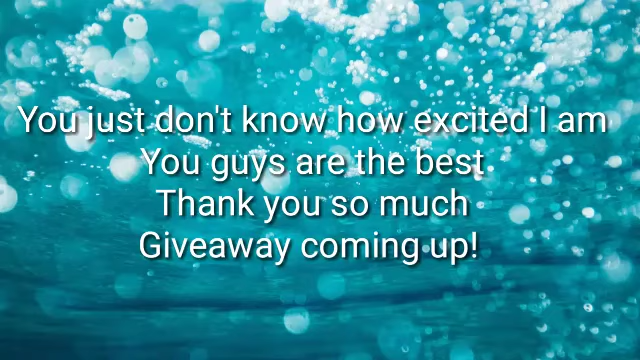 You just don't know how excited I am
You guys are the best
Thank you so much
Giveaway coming up!